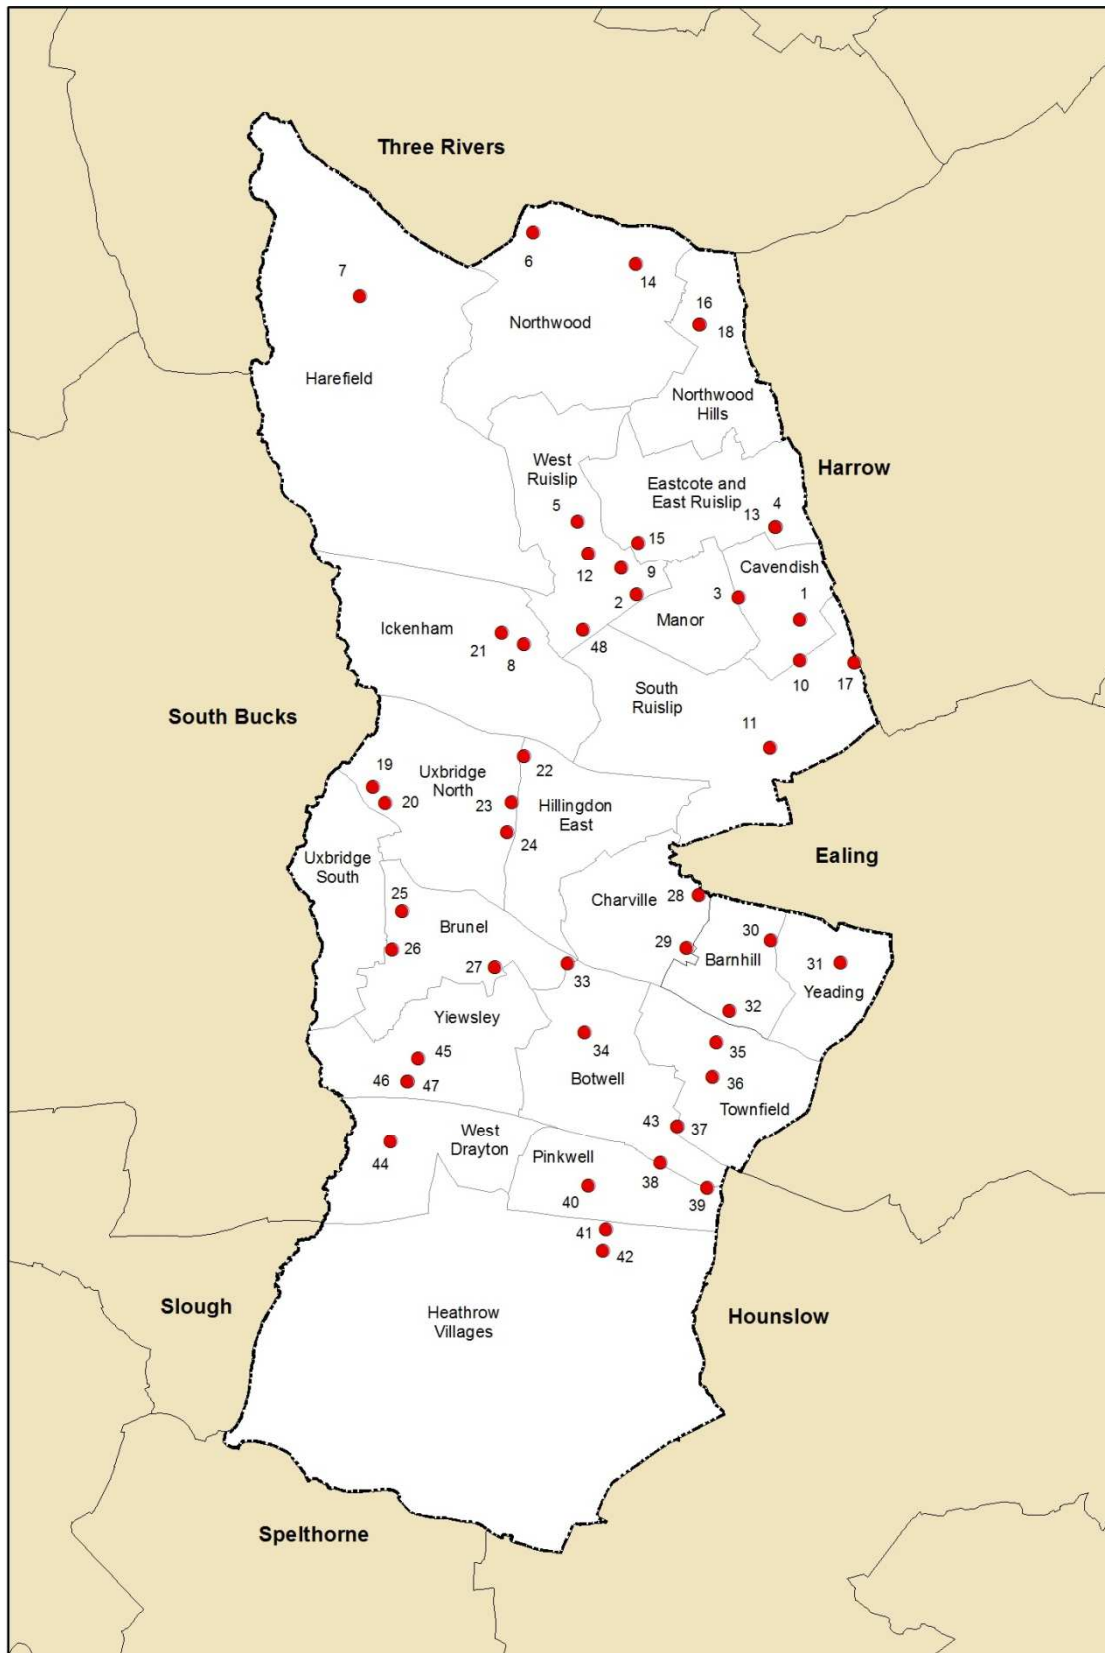 Three Rivers
6
7
14
16
Northwood
18
Harefield
Northwood
Hills
West
Ruislip
Harrow
Eastcote and
East Ruislip
5
4
13
15
Cavendish
12
9
2
3
1
Manor
Ickenham
21
8
48
10
17
South
Ruislip
South Bucks
11
22
19
Uxbridge
North
20
23
Hillingdon
East
24
Ealing
Uxbridge
South
25
Charville
28
Brunel
29
30
26
Barnhill
31
27
33
Yeading
32
Yiewsley
34
45
35
Botwell
46
47
36
Townfield
43
37
West
Drayton
44
Pinkwell
38
40
39
41
42
Slough
Heathrow
Villages
Hounslow
Spelthorne